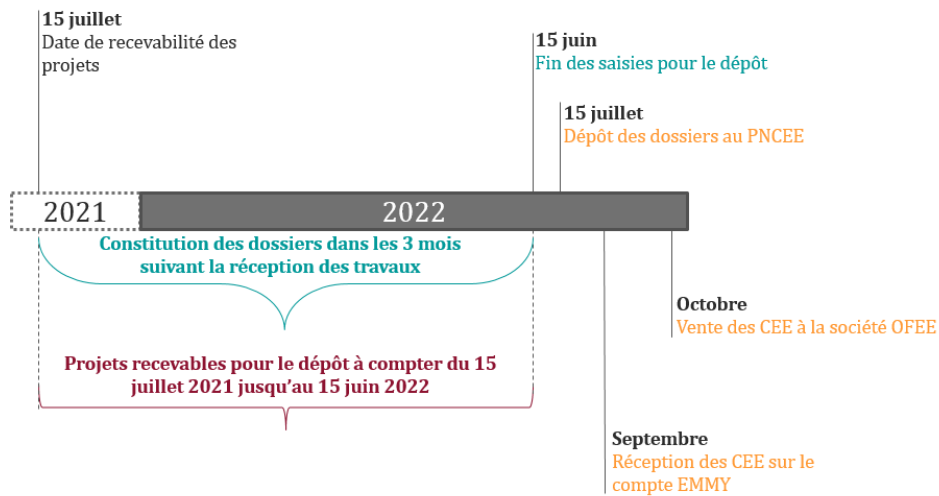 15 juillet
Date de recevabilité des
projets
15 juin
Fin des saisies pour le dépôt
15 juillet
Dépôt des dossiers au PNCEE
2021
2022
Constitution des dossiers dans les 3 mois
suivant la réception des travaux
Octobre
Vente des CEE à la société OFEE
Projets recevables pour le dépôt à compter du 15
juillet 2021 jusqu'au 15 juin 2022
Septembre
Réception des CEE sur le
compte EMMY